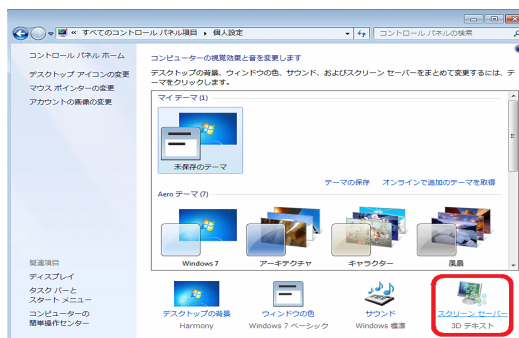 « すべてのコントロール パネル項目 ▸ 個人設定
コントロール パネルの検索
コントロール パネル ホーム
デスクトップ アイコンの変更
マウス ポインターの変更
アカウントの画像の変更
コンピューターの視覚効果と音を変更します
デスクトップの背景、ウィンドウの色、サウンド、およびスクリーン セーバーをまとめて変更するには、テ
ーマをクリックします。
マイ テーマ (1)
未保存のテーマ
テーマの保存 オンラインで追加のテーマを取得
Aero テーマ (7)
Windows 7 アーキテクチャ キャラクター 風景
関連項目
ディスプレイ
タスク バーと
スタート メニュー
コンピューターの
簡単操作センター
デスクトップの背景
Harmony
ウィンドウの色
Windows 7 ベーシック
サウンド
Windows 標準
スクリーン セーバー
3D テキスト